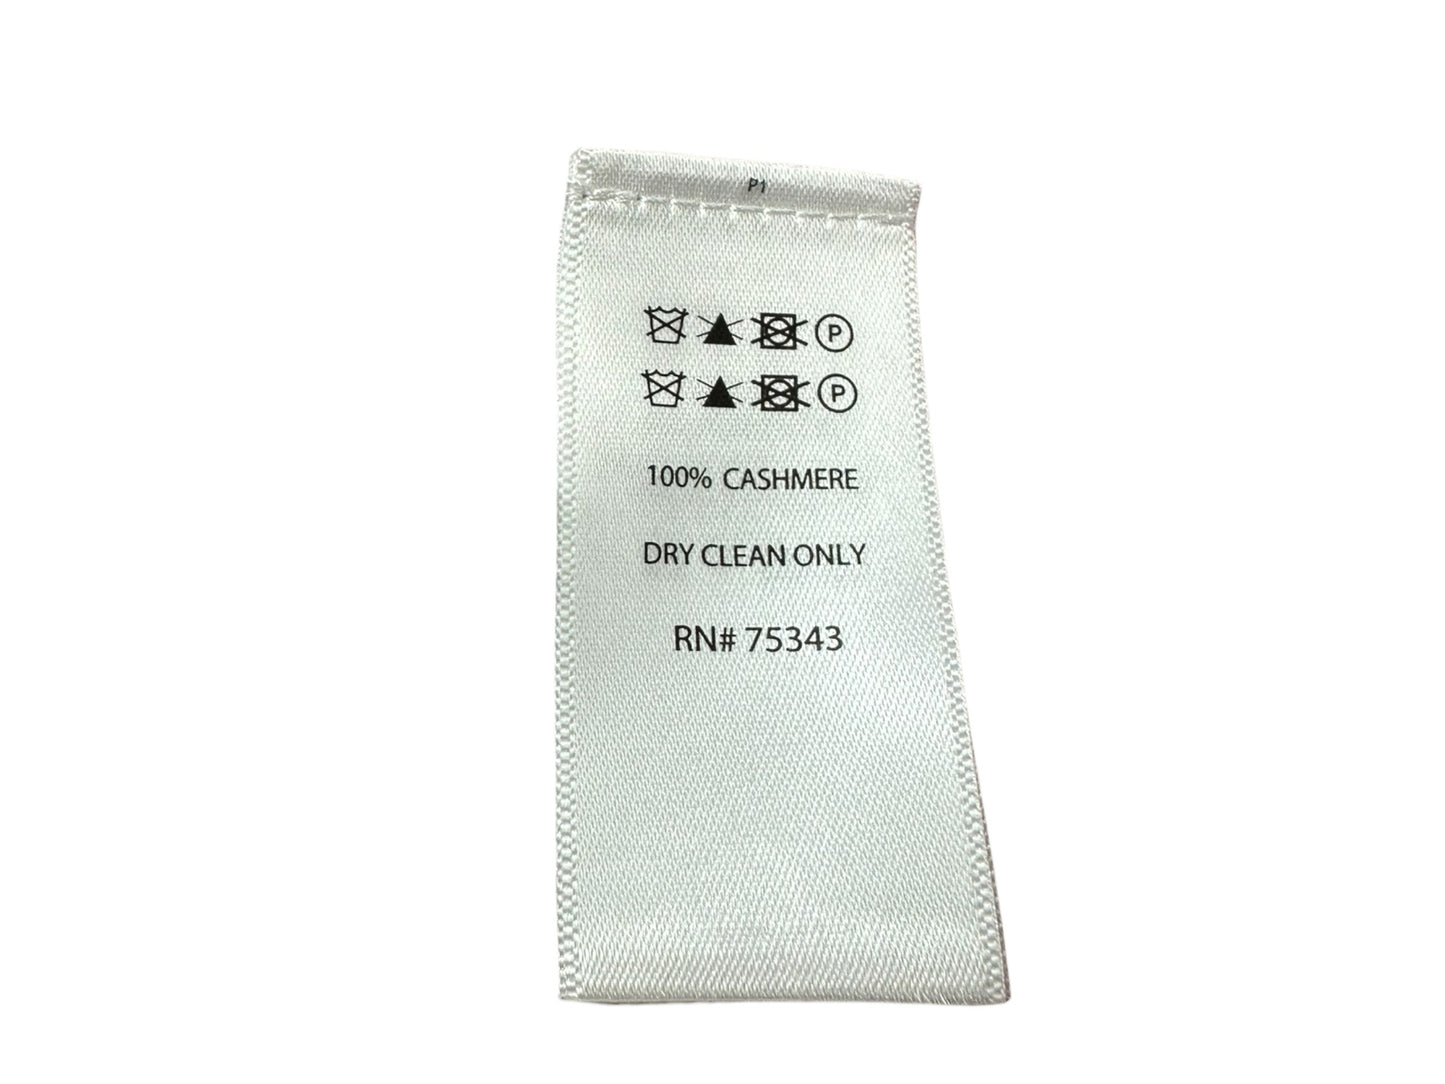 P1
P
P
100% CASHMERE
DRY CLEAN ONLY
RN# 75343